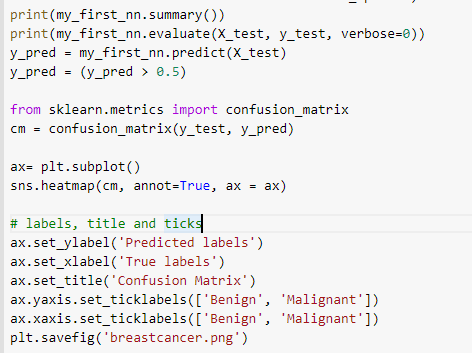 print(my_first_nn.summary())
print(my_first_nn.evaluate(X_test, y_test, verbose=0))
y_pred = my_first_nn.predict(X_test)
y_pred = (y_pred > 0.5)
from sklearn.metrics import confusion_matrix
cm = confusion_matrix(y_test, y_pred)
ax= plt.subplot()
sns.heatmap(cm, annot=True, ax = ax)
# labels, title and ticks
ax.set_ylabel('Predicted labels')
ax.set_xlabel('True labels')
ax.set_title('Confusion Matrix')
ax.yaxis.set_ticklabels(['Benign', 'Malignant'])
ax.xaxis.set_ticklabels(['Benign', 'Malignant'])
plt.savefig('breastcancer.png')